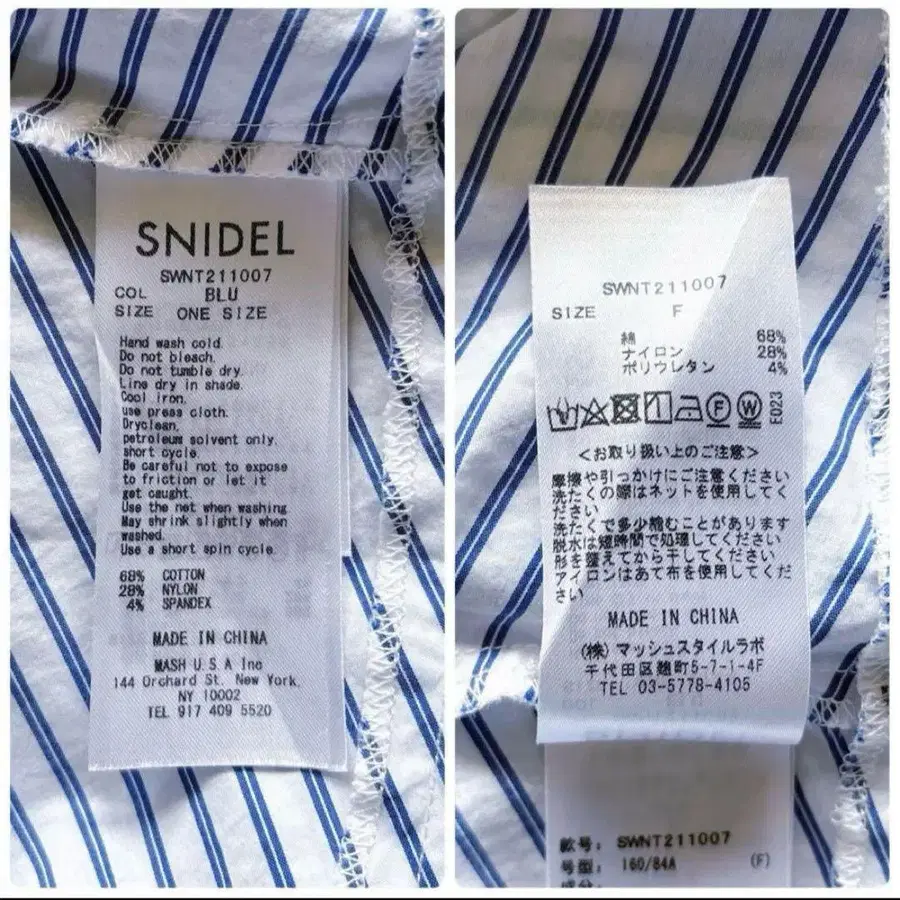 SNIDEL
SWNT211007
COL BLU
SIZE ONE SIZE
Hand wash cold.
Do not bleach.
Do not tumble dry.
Line dry in shade.
Cool iron.
use press cloth.
Dryclean.
petroleum solvent only.
short cycle.
Be careful not to expose
to friction or let it
get caught.
Use the net when washing
May shrink slightly when
washed.
Use a short spin cycle.
68% COTTON
28% NYLON
4% SPANDEX
MADE IN CHINA
MASH U.S.A Inc
144 Orchard St. New York.
NY 10002
TEL 917 409 5520
SWNT211007
SIZE F
綿 68%
ナイロン 28%
ポリウレタン 4%
F W E023
<お取り扱い上のご注意>
摩擦や引っかけにご注意ください
洗たくの際はネットを使用してく
ださい
洗たくで多少縮むことがあります
脱水は短時間で処理してください
形を整えてから干してください
アイロンはあて布を使用してくだ
さい
MADE IN CHINA
(株)マッシュスタイルラボ
千代田区麹町5-7-1-4F
TEL 03-5778-4105
款号: SWNT211007
号型: 160/84A (F)